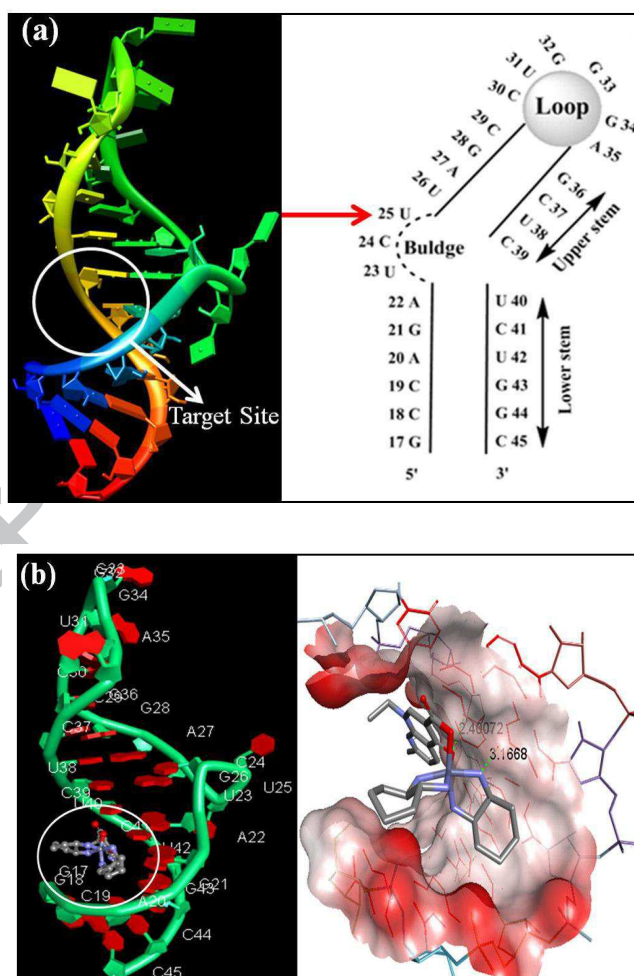 (a)
Target Site
32 G
31 U
G 33
30 C
Loop
G 34
29 C
A 35
28 G
27 A
G 36
26 U
C 37
25 U
U 38
Upper stem
24 C
Buldge
C 39
23 U
22 A
U 40
21 G
C 41
20 A
U 42
Lower stem
19 C
G 43
18 C
G 44
17 G
C 45
5'
3'
(b)
G34
U31
A35
G36
G28
C37
A27
C24
U38
G26
U25
U23
C39
U40
A22
U42
G17
G18
C19
A20
G43
C44
C45
3.1668